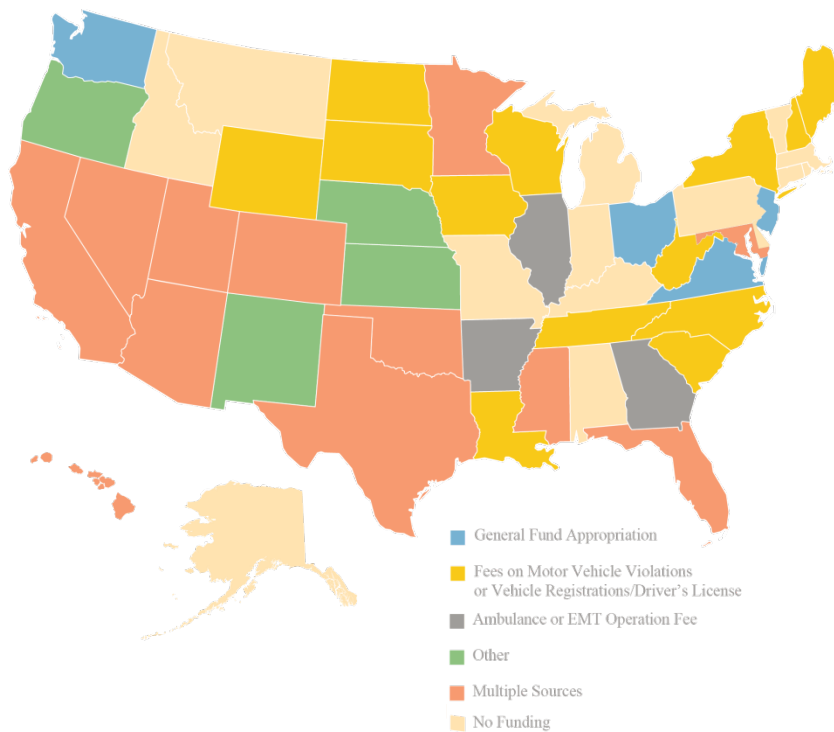 General Fund Appropriation
Fees on Motor Vehicle Violations
or Vehicle Registrations/Driver's License
Ambulance or EMT Operation Fee
Other
Multiple Sources
No Funding